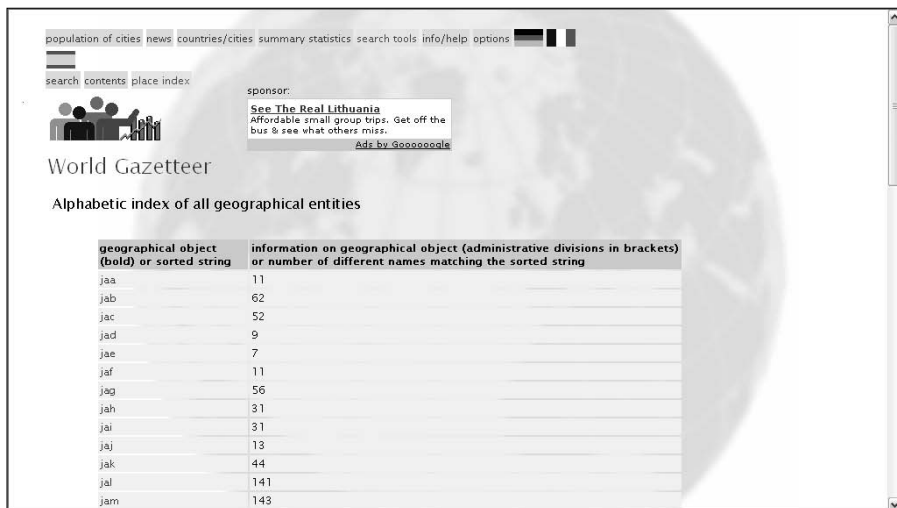 population of cities news countries/cities summary statistics search tools info/help options
search contents place index
sponsor:
See The Real Lithuania
Affordable small group trips. Get off the
bus & see what others miss.
Ads by Goooooogle
World Gazetteer
Alphabetic index of all geographical entities
geographical object information on geographical object (administrative divisions in brackets)
(bold) or sorted string or number of different names matching the sorted string
jaa 11
jab 62
jac 52
jad 9
jae 7
jaf 11
jag 56
jah 31
jai 31
jaj 13
jak 44
jal 141
jam 143